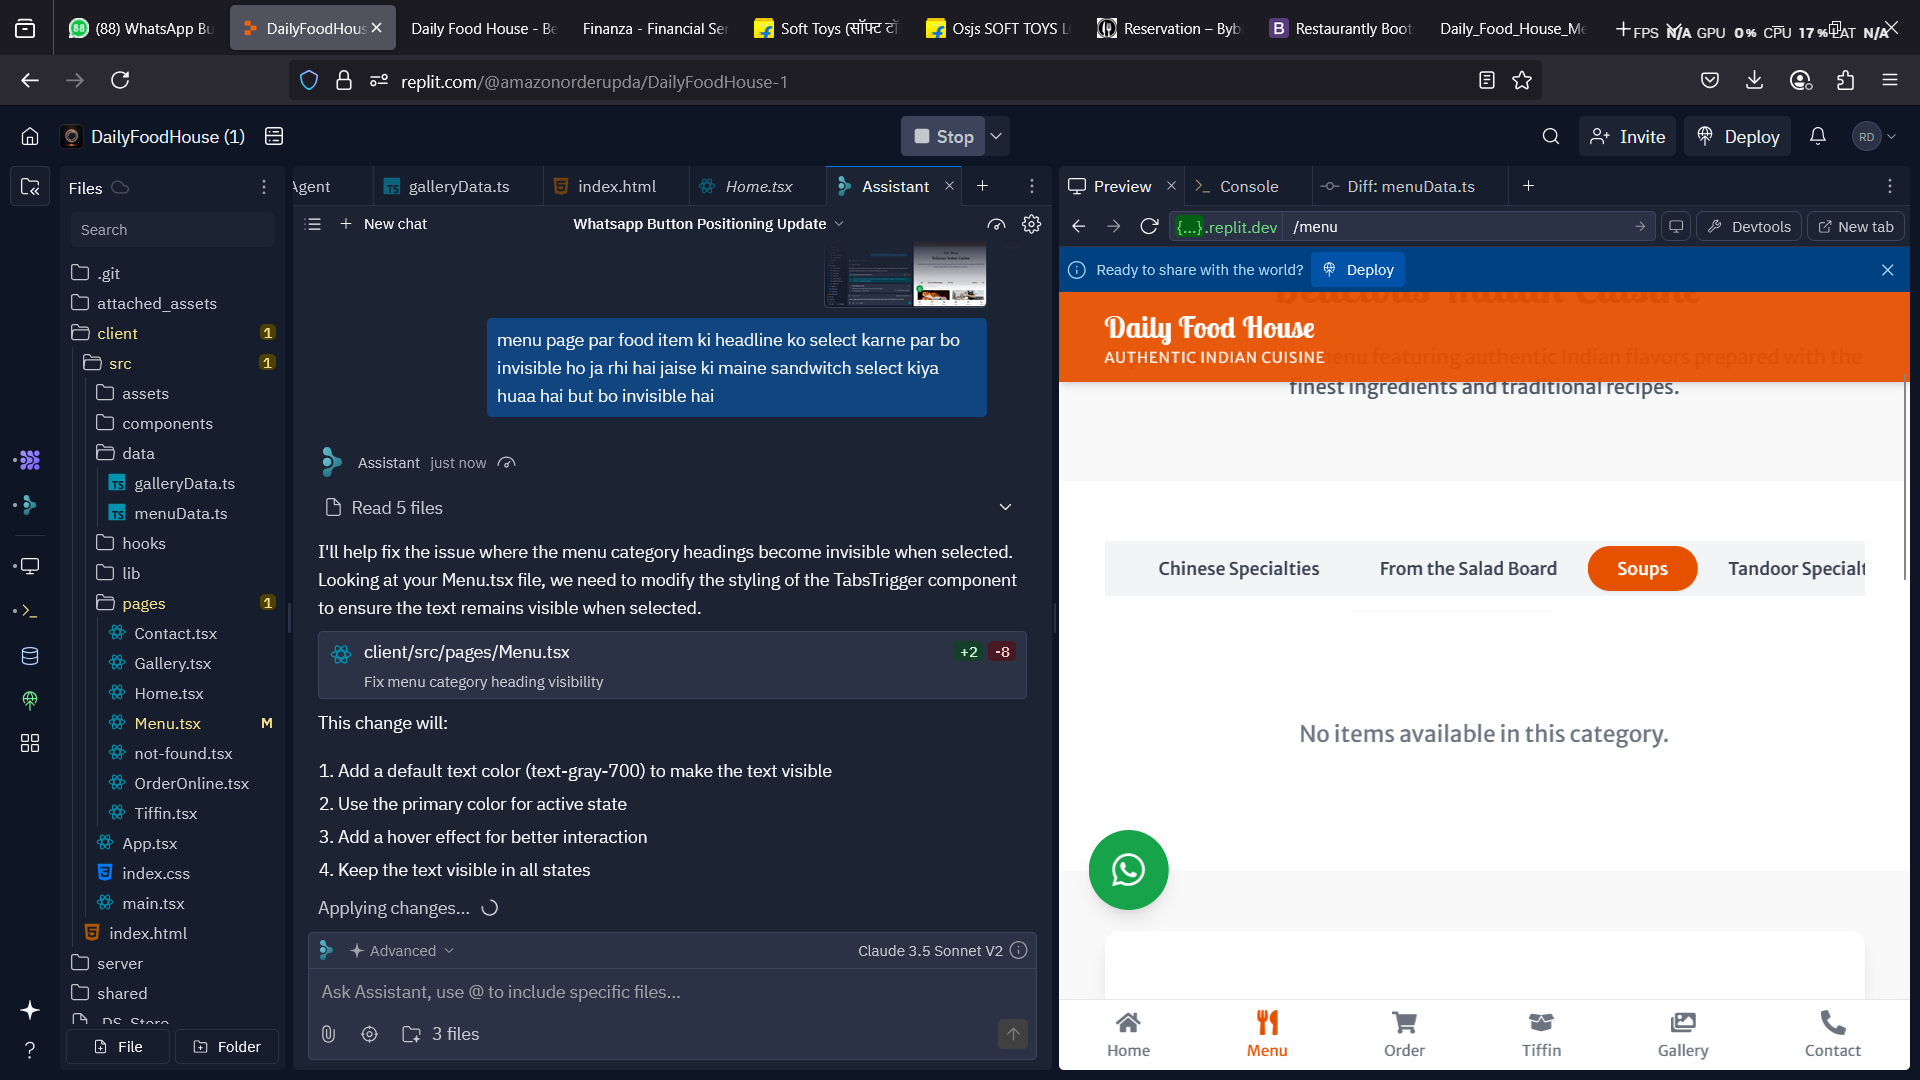 (88) WhatsApp Bu
DailyFoodHous
Daily Food House - Be
Finanza - Financial Se
Soft Toys (सॉफ्ट टॉ
Osjs SOFT TOYS L
Reservation – Byb
Restaurantly Boot
Daily_Food_House_Me
FPS N/A GPU 0% CPU 17% LAT N/A
replit.com/@amazonorderupda/DailyFoodHouse-1
DailyFoodHouse (1)
Stop
Invite
Deploy
RD
Files
Agent
galleryData.ts
index.html
Home.tsx
Assistant
Preview
Console
Diff: menuData.ts
Search
New chat
Whatsapp Button Positioning Update
{...}.replit.dev
/menu
Devtools
New tab
Ready to share with the world?
Deploy
.git
attached_assets
client 1
src 1
assets
components
data
galleryData.ts
menuData.ts
hooks
lib
pages 1
Contact.tsx
Gallery.tsx
Home.tsx
Menu.tsx M
not-found.tsx
OrderOnline.tsx
Tiffin.tsx
App.tsx
index.css
main.tsx
index.html
server
shared
.DS_Store
File
Folder
menu page par food item ki headline ko select karne par bo
invisible ho ja rhi hai jaise ki maine sandwitch select kiya
huaa hai but bo invisible hai
Assistant just now
Read 5 files
I'll help fix the issue where the menu category headings become invisible when selected.
Looking at your Menu.tsx file, we need to modify the styling of the TabsTrigger component
to ensure the text remains visible when selected.
client/src/pages/Menu.tsx
+2 -8
Fix menu category heading visibility
This change will:
1. Add a default text color (text-gray-700) to make the text visible
2. Use the primary color for active state
3. Add a hover effect for better interaction
4. Keep the text visible in all states
Applying changes...
Advanced
Claude 3.5 Sonnet V2
Ask Assistant, use @ to include specific files...
3 files
Daily Food House
AUTHENTIC INDIAN CUISINE
menu featuring authentic Indian flavors prepared with the
finest ingredients and traditional recipes.
Chinese Specialties
From the Salad Board
Soups
Tandoor Specialt
No items available in this category.
Home
Menu
Order
Tiffin
Gallery
Contact